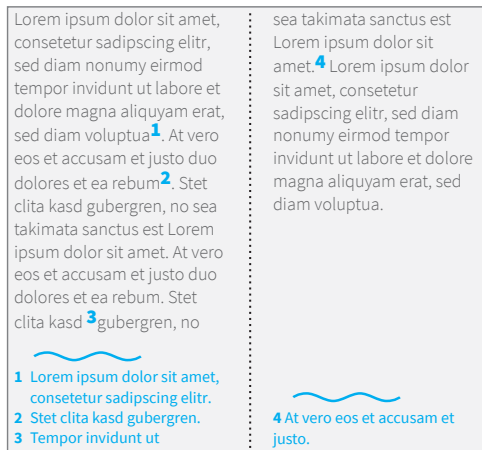 Lorem ipsum dolor sit amet,
consetetur sadipscing elitr,
sed diam nonumy eirmod
tempor invidunt ut labore et
dolore magna aliquyam erat,
sed diam voluptua1. At vero
eos et accusam et justo duo
dolores et ea rebum2. Stet
clita kasd gubergren, no sea
takimata sanctus est Lorem
ipsum dolor sit amet. At vero
eos et accusam et justo duo
dolores et ea rebum. Stet
clita kasd 3gubergren, no
1 Lorem ipsum dolor sit amet,
consetetur sadipscing elitr.
2 Stet clita kasd gubergren.
3 Tempor invidunt ut
sea takimata sanctus est
Lorem ipsum dolor sit
amet.4 Lorem ipsum dolor
sit amet, consetetur
sadipscing elitr, sed diam
nonumy eirmod tempor
invidunt ut labore et dolore
magna aliquyam erat, sed
diam voluptua.
4 At vero eos et accusam et
justo.